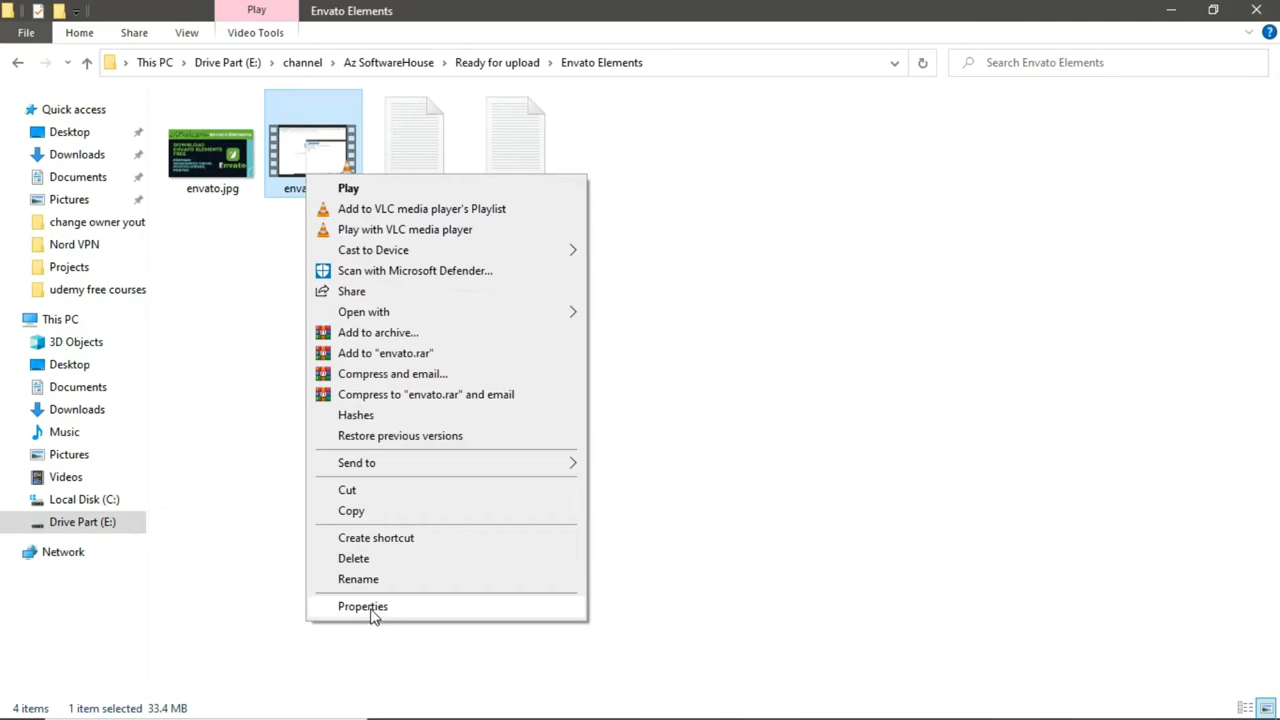 Play
Envato Elements
File
Home
Share
View
Video Tools
This PC
Drive Part (E:)
channel
Az SoftwareHouse
Ready for upload
Envato Elements
Search Envato Elements
Quick access
Desktop
Downloads
Documents
Pictures
change owner yout
Nord VPN
Projects
udemy free courses
This PC
3D Objects
Desktop
Documents
Downloads
Music
Pictures
Videos
Local Disk (C:)
Drive Part (E:)
Network
DOWNLOAD
ENVATO ELEMENTS
FREE
envato.jpg
enva
Play
Add to VLC media player's Playlist
Play with VLC media player
Cast to Device
Scan with Microsoft Defender...
Share
Open with
Add to archive...
Add to "envato.rar"
Compress and email...
Compress to "envato.rar" and email
Hashes
Restore previous versions
Send to
Cut
Copy
Create shortcut
Delete
Rename
Properties
4 items
1 item selected 33.4 MB